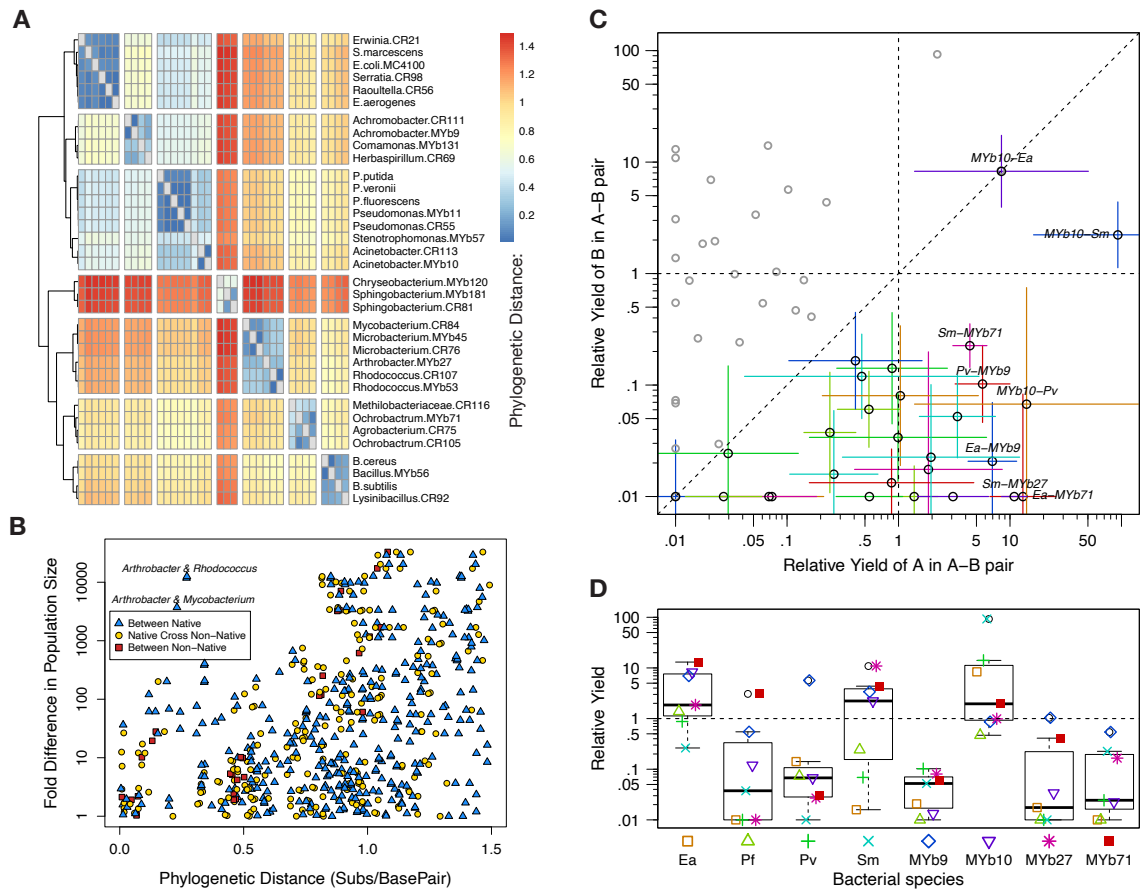 A
Erwinia.CR21
S.marcescens
E.coli.MC4100
Serratia.CR98
Raoultella.CR56
E.aerogenes
Achromobacter.CR111
Achromobacter.MYb9
Comamonas.MYb131
Herbaspirillum.CR69
P.putida
P.veronii
P.fluorescens
Pseudomonas.MYb11
Pseudomonas.CR55
Stenotrophomonas.MYb57
Acinetobacter.CR113
Acinetobacter.MYb10
Chryseobacterium.MYb120
Sphingobacterium.MYb181
Sphingobacterium.CR81
Mycobacterium.CR84
Microbacterium.MYb45
Microbacterium.CR76
Arthrobacter.MYb27
Rhodococcus.CR107
Rhodococcus.MYb53
Methilobacteriaceae.CR116
Ochrobactrum.MYb71
Agrobacterium.CR75
Ochrobactrum.CR105
B.cereus
Bacillus.MYb56
B.subtilis
Lysinibacillus.CR92
1.4
1.2
1
0.8
0.6
0.4
0.2
Phylogenetic Distance:
B
Fold Difference in Population Size
10000
1000
100
10
1
Arthrobacter & Rhodococcus
Arthrobacter & Mycobacterium
Between Native
Native Cross Non-Native
Between Non-Native
0.0 0.5 1.0 1.5
Phylogenetic Distance (Subs/BasePair)
C
Relative Yield of B in A-B pair
100
50
10
5
1
.5
.1
.05
.01
MYb10-Ea
MYb10-Sm
Sm-MYb71
Pv-MYb9
MYb10-Pv
Ea-MYb9
Sm-MYb27
Ea-MYb71
.01 .05 .1 .5 1 5 10 50
Relative Yield of A in A-B pair
D
Relative Yield
100
50
10
5
1
.5
.1
.05
.01
Ea Pf Pv Sm MYb9 MYb10 MYb27 MYb71
Bacterial species